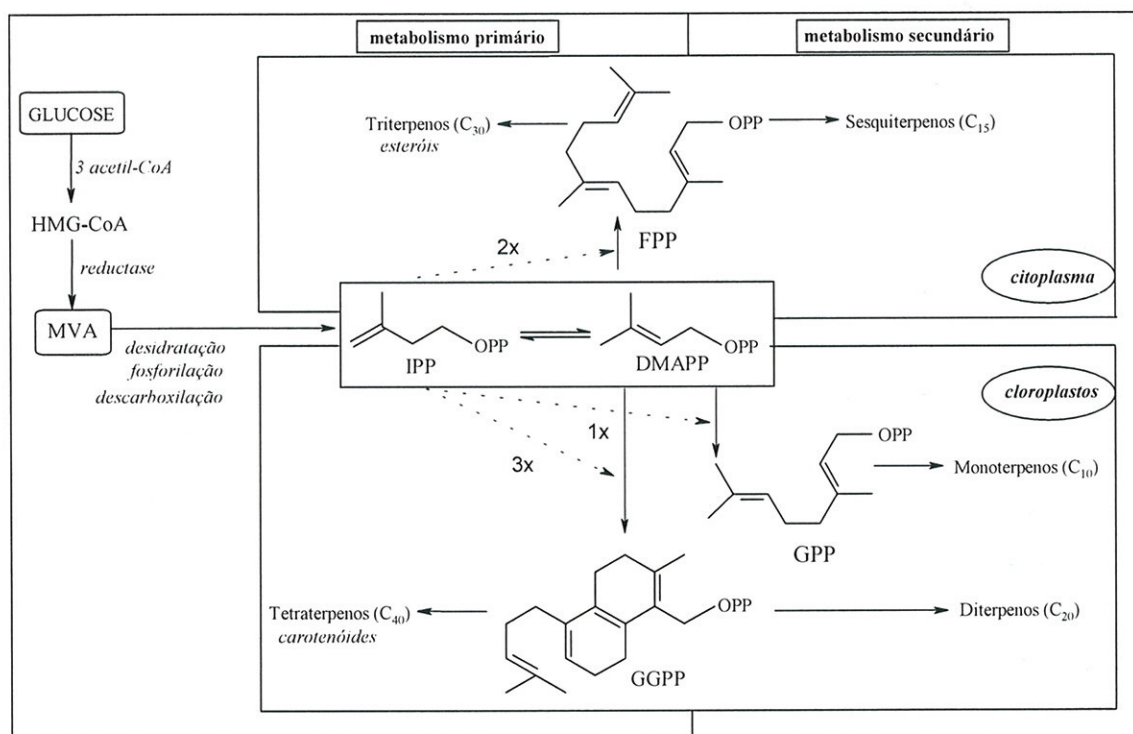 metabolismo primário
metabolismo secundário
GLUCOSE
3 acetil-CoA
HMG-CoA
reductase
MVA
desidratação
fosforilação
descarboxilação
Triterpenos (C30)
esteróis
OPP
Sesquiterpenos (C15)
FPP
2x
citoplasma
OPP
IPP
OPP
DMAPP
cloroplastos
1x
3x
OPP
Monoterpenos (C10)
GPP
Tetraterpenos (C40)
carotenóides
OPP
Diterpenos (C20)
GGPP